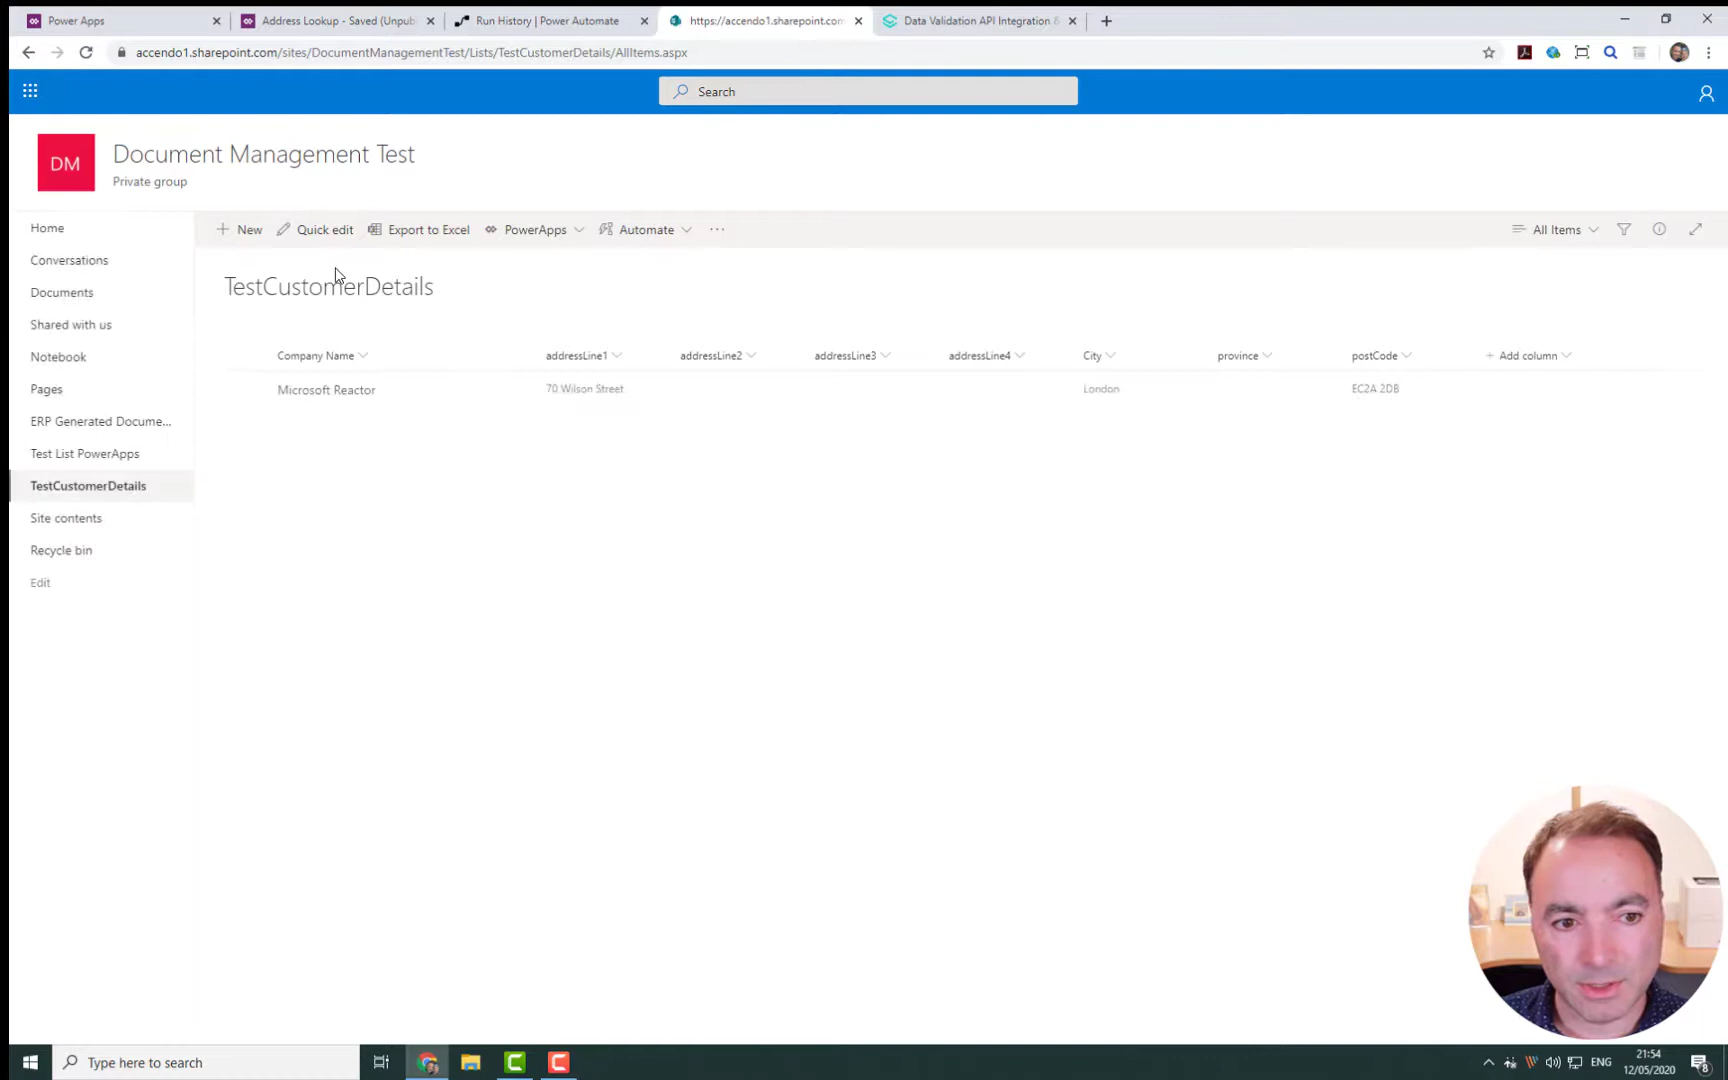 Power Apps
Address Lookup - Saved (Unpubl
Run History | Power Automate
https://accendo1.sharepoint.com
Data Validation API Integration &
accendo1.sharepoint.com/sites/DocumentManagementTest/Lists/TestCustomerDetails/AllItems.aspx
Search
DM
Document Management Test
Private group
Home
Conversations
Documents
Shared with us
Notebook
Pages
ERP Generated Docume...
Test List PowerApps
TestCustomerDetails
Site contents
Recycle bin
Edit
New Quick edit Export to Excel PowerApps Automate ... All Items
TestCustomerDetails
Company Name addressLine1 addressLine2 addressLine3 addressLine4 City province postCode + Add column
Microsoft Reactor 70 Wilson Street London EC2A 2DB
Type here to search
ENG
21:54
12/05/2020
8